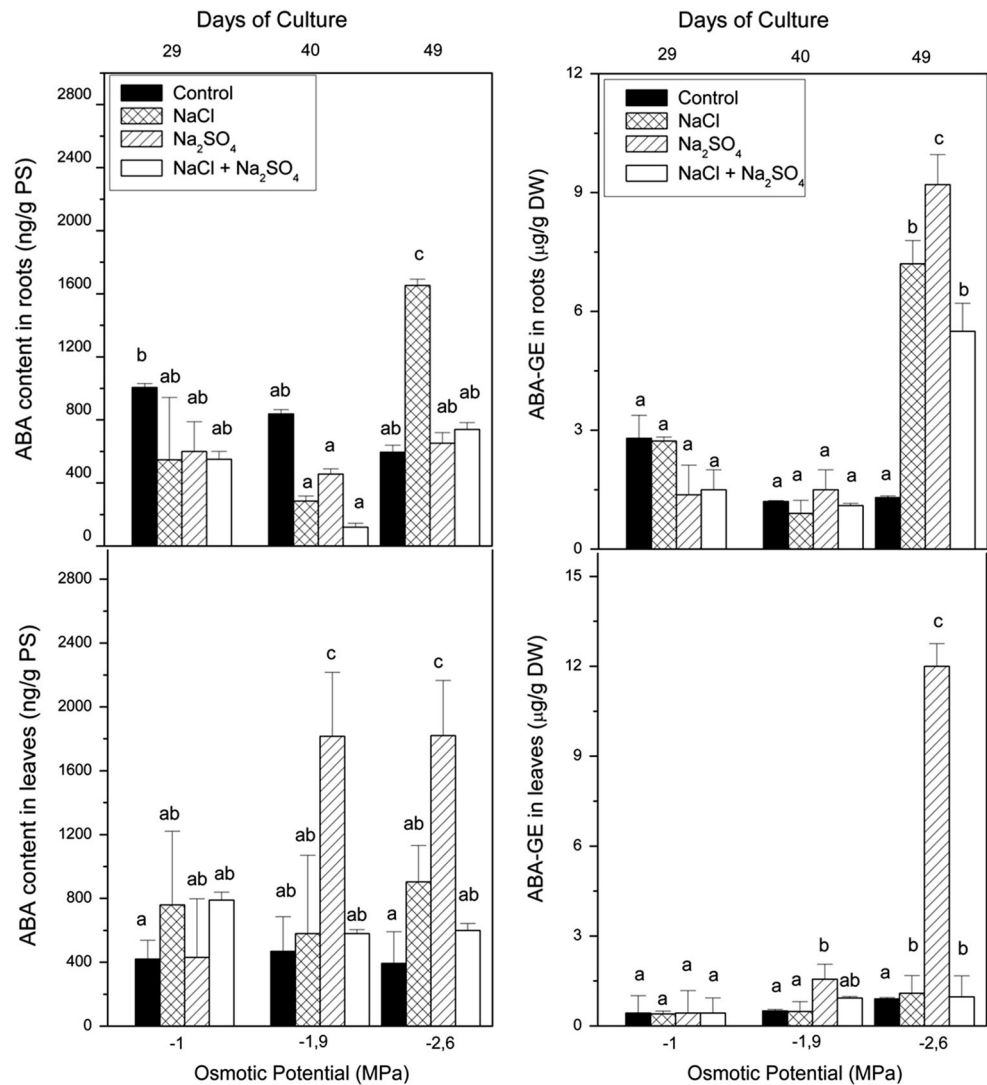 Days of Culture
29 40 49
2800
2400
2000
1600
1200
800
400
0
ABA content in roots (ng/g PS)
Control
NaCl
Na₂SO₄
NaCl + Na₂SO₄
b ab ab ab
ab a a a
ab c ab ab
Days of Culture
29 40 49
12
9
6
3
0
ABA-GE in roots (µg/g DW)
Control
NaCl
Na₂SO₄
NaCl + Na₂SO₄
a a a a
a a a a
a b c b
2800
2400
2000
1600
1200
800
400
0
ABA content in leaves (ng/g PS)
a ab ab ab
ab ab c ab
a ab c ab
-1 -1,9 -2,6
Osmotic Potential (MPa)
15
12
9
6
3
0
ABA-GE in leaves (µg/g DW)
a a a a
a a b ab
a b c b
-1 -1,9 -2,6
Osmotic Potential (MPa)